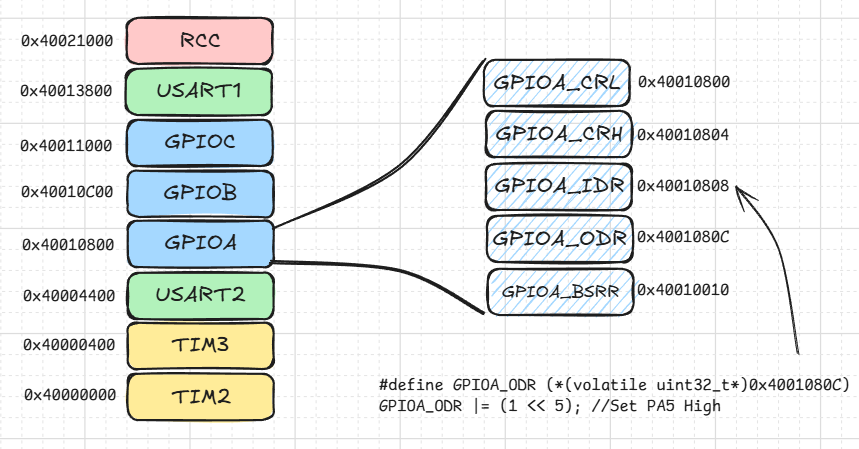 0x40021000 RCC
0x40013800 USART1
0x40011000 GPIOC
0x40010C00 GPIOB
0x40010800 GPIOA
0x40004400 USART2
0x40000400 TIM3
0x40000000 TIM2
GPIOA_CRL 0x40010800
GPIOA_CRH 0x40010804
GPIOA_IDR 0x40010808
GPIOA_ODR 0x4001080C
GPIOA_BSRR 0x40010010
#define GPIOA_ODR (*(volatile uint32_t*)0x4001080C)
GPIOA_ODR |= (1 << 5); //Set PA5 High